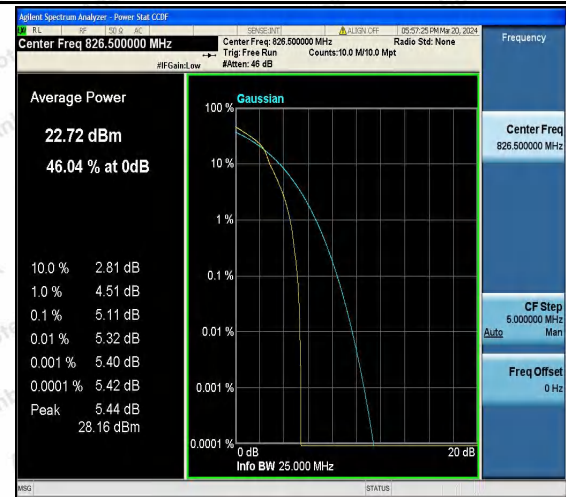 Agilent Spectrum Analyzer - Power Stat CCDF
RL RF 50 Ω AC SENSE:INT ALIGN OFF 05:57:25 PM Mar 20, 2024
Center Freq 826.500000 MHz
Center Freq: 826.500000 MHz Radio Std: None
Trig: Free Run Counts:10.0 M/10.0 Mpt
#IFGain:Low #Atten: 46 dB
Frequency
Average Power
22.72 dBm
46.04 % at 0dB
10.0 % 2.81 dB
1.0 % 4.51 dB
0.1 % 5.11 dB
0.01 % 5.32 dB
0.001 % 5.40 dB
0.0001 % 5.42 dB
Peak 5.44 dB
28.16 dBm
Gaussian
100 %
10 %
1 %
0.1 %
0.01 %
0.001 %
0.0001 %
0 dB 20 dB
Info BW 25.000 MHz
Center Freq
826.500000 MHz
CF Step
5.000000 MHz
Auto Man
Freq Offset
0 Hz
MSG STATUS